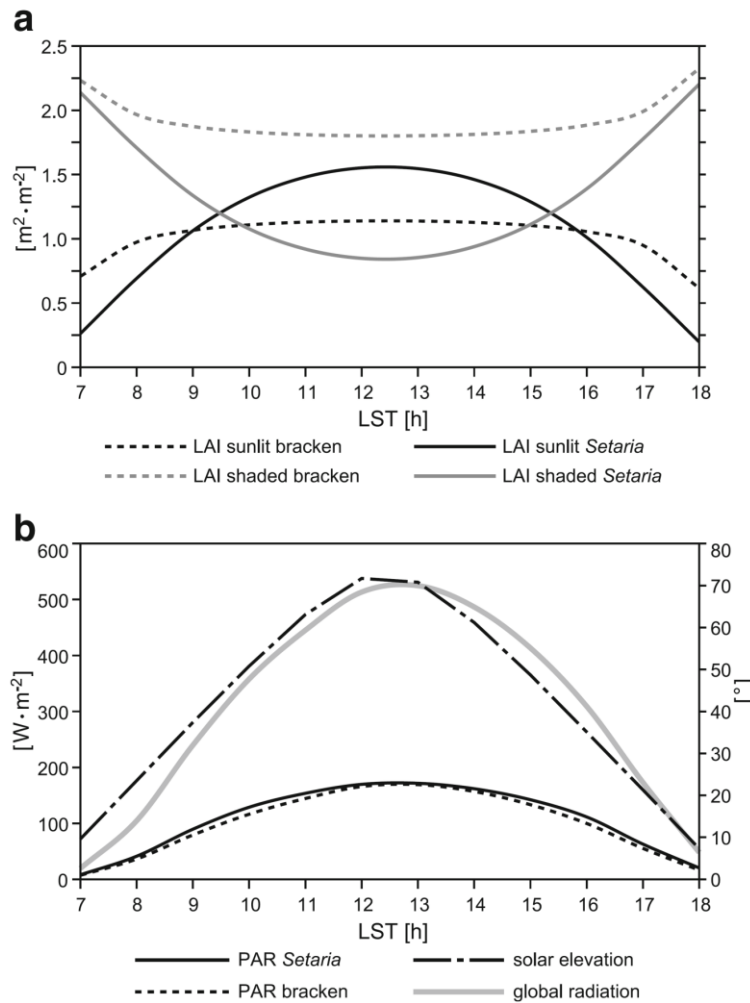 a
2.5
2.0
1.5
1.0
0.5
0
[m²·m⁻²]
7 8 9 10 11 12 13 14 15 16 17 18
LST [h]
LAI sunlit bracken LAI sunlit Setaria
LAI shaded bracken LAI shaded Setaria
b
600 80
500 70
400 60
300 50
200 40
100 30
0 20
10
0
[W·m⁻²] [°]
7 8 9 10 11 12 13 14 15 16 17 18
LST [h]
PAR Setaria solar elevation
PAR bracken global radiation